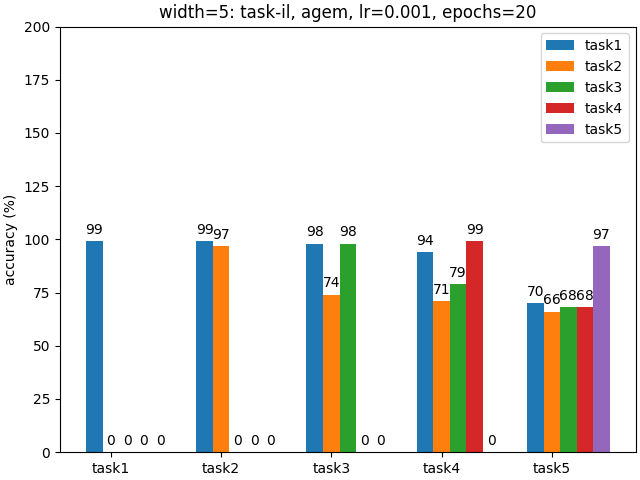 width=5: task-il, agem, lr=0.001, epochs=20
accuracy (%)
200
175
150
125
100
75
50
25
0
task1
task2
task3
task4
task5
99 0 0 0 0
99 97 0 0 0
98 74 98 0 0
94 71 79 99 0
70 66 68 68 97
task1 task2 task3 task4 task5